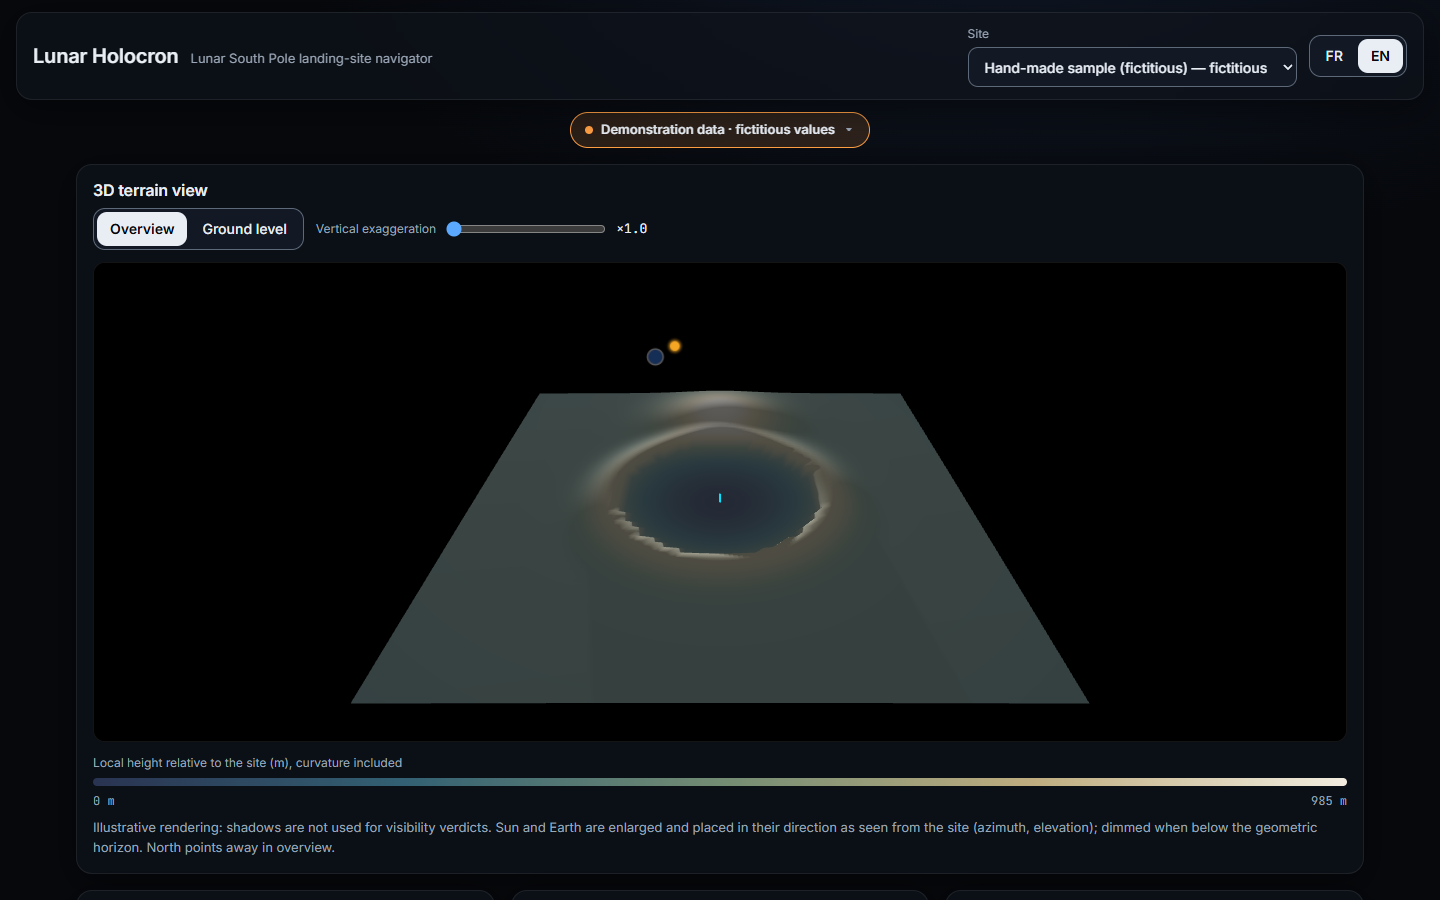 Lunar Holocron
Lunar South Pole landing-site navigator
Site
Hand-made sample (fictitious) — fictitious
FR
EN
Demonstration data · fictitious values
3D terrain view
Overview
Ground level
Vertical exaggeration
×1.0
Local height relative to the site (m), curvature included
0 m
985 m
Illustrative rendering: shadows are not used for visibility verdicts. Sun and Earth are enlarged and placed in their direction as seen from the site (azimuth, elevation); dimmed when below the geometric
horizon. North points away in overview.